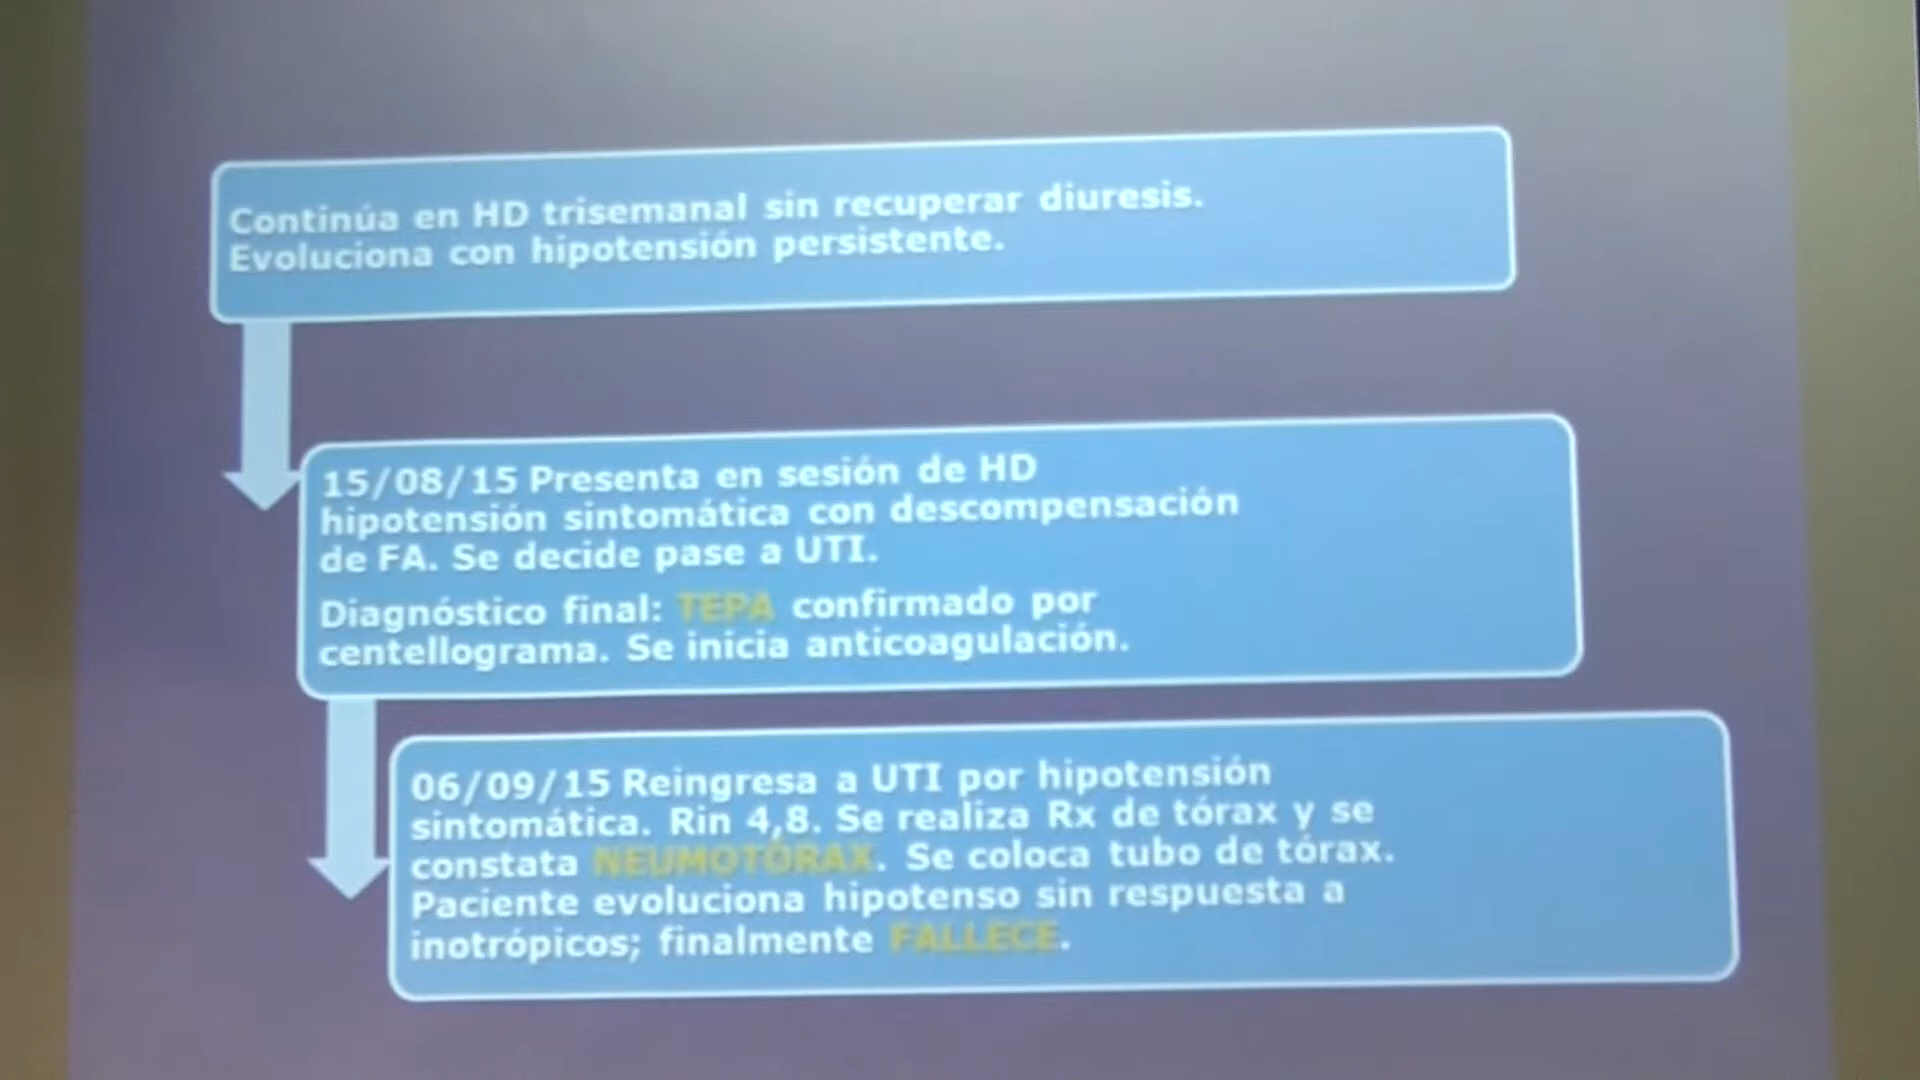 Continúa en HD trisemanal sin recuperar diuresis.
Evoluciona con hipotensión persistente.
15/08/15 Presenta en sesión de HD
hipotensión sintomática con descompensación
de FA. Se decide pase a UTI.
Diagnóstico final: TEPA confirmado por
centellograma. Se inicia anticoagulación.
06/09/15 Reingresa a UTI por hipotensión
sintomática. Rin 4,8. Se realiza Rx de tórax y se
constata NEUMOTÓRAX. Se coloca tubo de tórax.
Paciente evoluciona hipotenso sin respuesta a
inotrópicos; finalmente FALLECE.